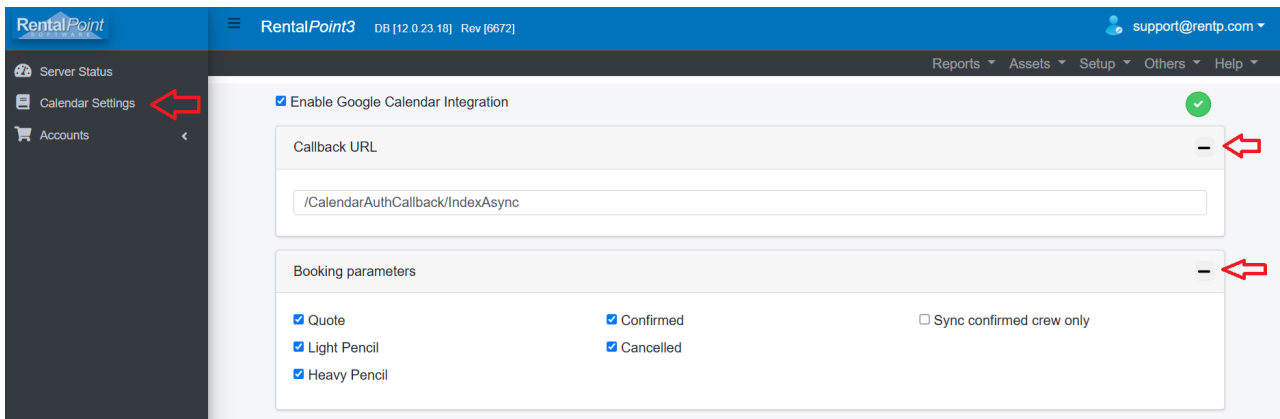 RentalPoint
SOFTWARE
RentalPoint3 DB [12.0.23.18] Rev [6672]
support@rentp.com
Server Status
Calendar Settings
Accounts
Reports Assets Setup Others Help
Enable Google Calendar Integration
Callback URL
/CalendarAuthCallback/IndexAsync
Booking parameters
Quote Confirmed Sync confirmed crew only
Light Pencil Cancelled
Heavy Pencil